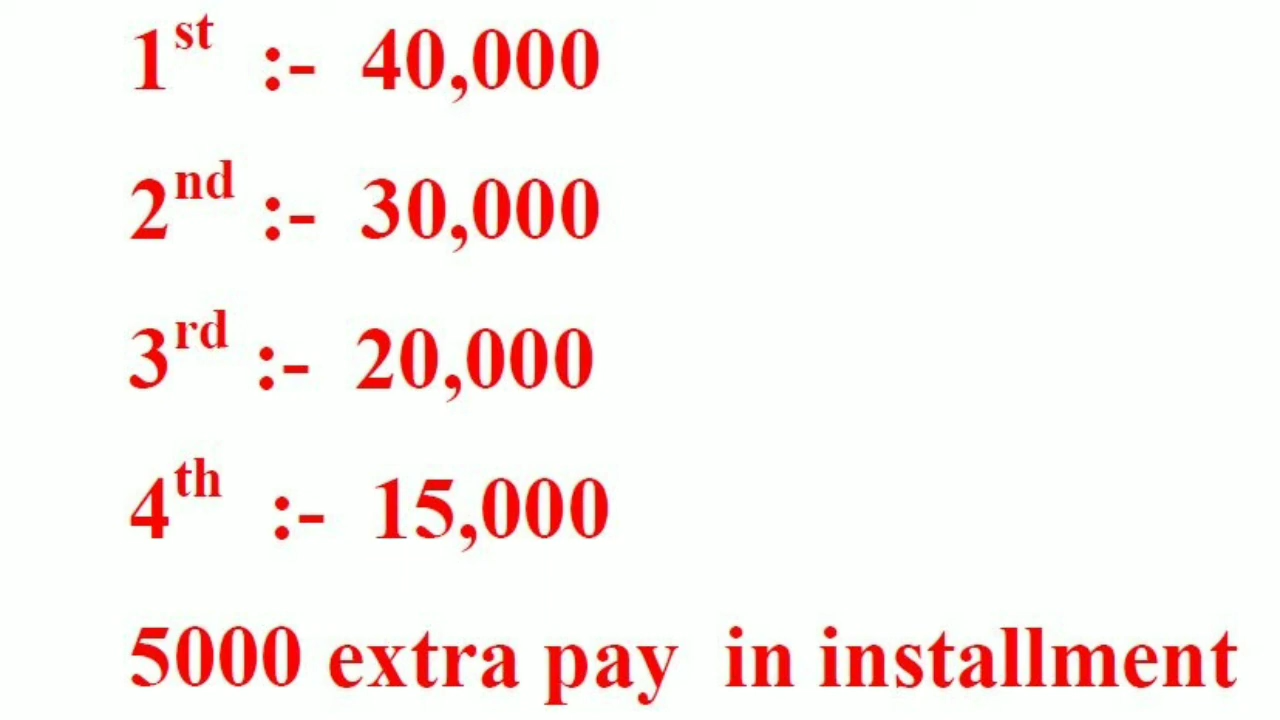 1st :- 40,000
2nd :- 30,000
3rd :- 20,000
4th :- 15,000
5000 extra pay in installment